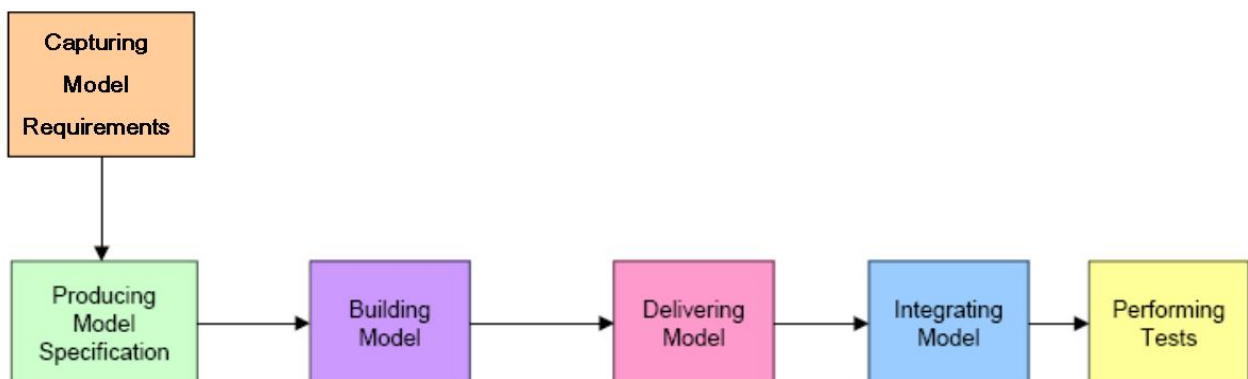 Capturing
Model
Requirements
Producing
Model
Specification
Building
Model
Delivering
Model
Integrating
Model
Performing
Tests